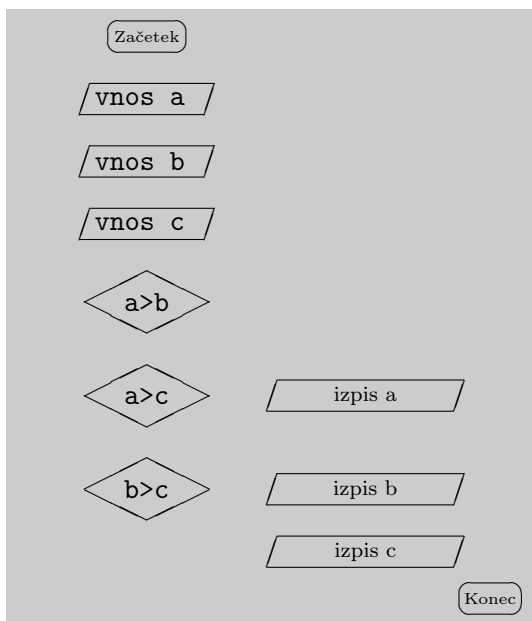 Začetek
vnos a
vnos b
vnos c
a>b
a>c
izpis a
b>c
izpis b
izpis c
Konec